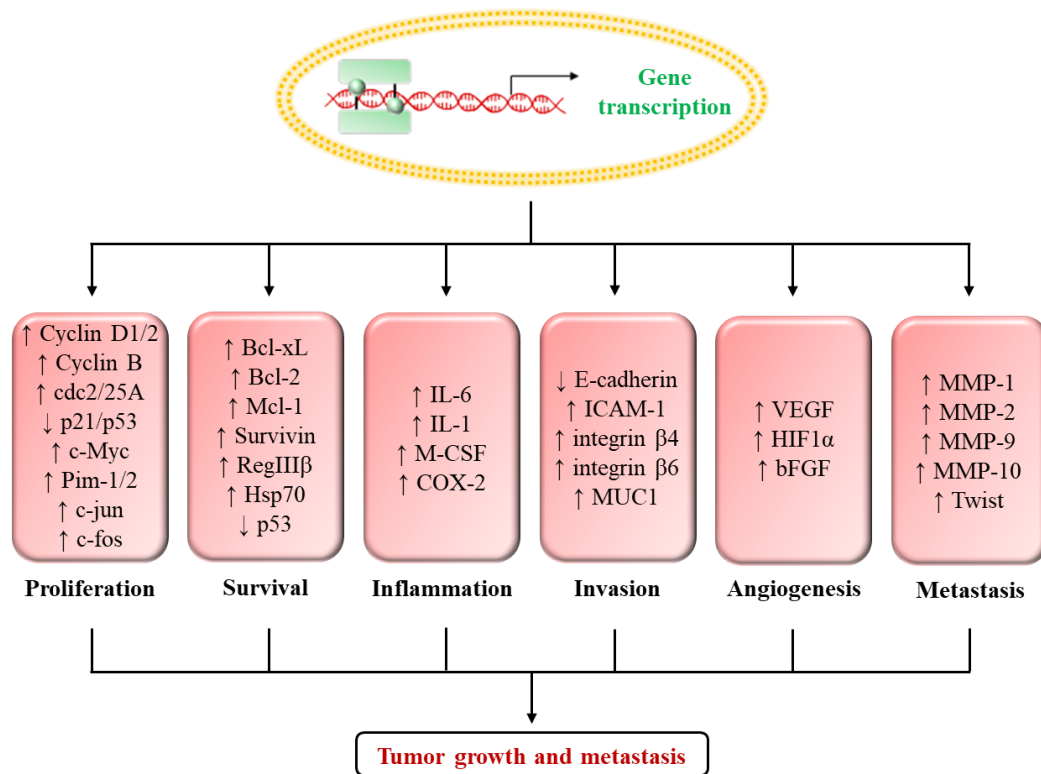 Gene
transcription
↑ Cyclin D1/2
↑ Cyclin B
↑ cdc2/25A
↓ p21/p53
↑ c-Myc
↑ Pim-1/2
↑ c-jun
↑ c-fos
Proliferation
↑ Bcl-xL
↑ Bcl-2
↑ Mcl-1
↑ Survivin
↑ RegIIIβ
↑ Hsp70
↓ p53
Survival
↑ IL-6
↑ IL-1
↑ M-CSF
↑ COX-2
Inflammation
↓ E-cadherin
↑ ICAM-1
↑ integrin β4
↑ integrin β6
↑ MUC1
Invasion
↑ VEGF
↑ HIF1α
↑ bFGF
Angiogenesis
↑ MMP-1
↑ MMP-2
↑ MMP-9
↑ MMP-10
↑ Twist
Metastasis
Tumor growth and metastasis